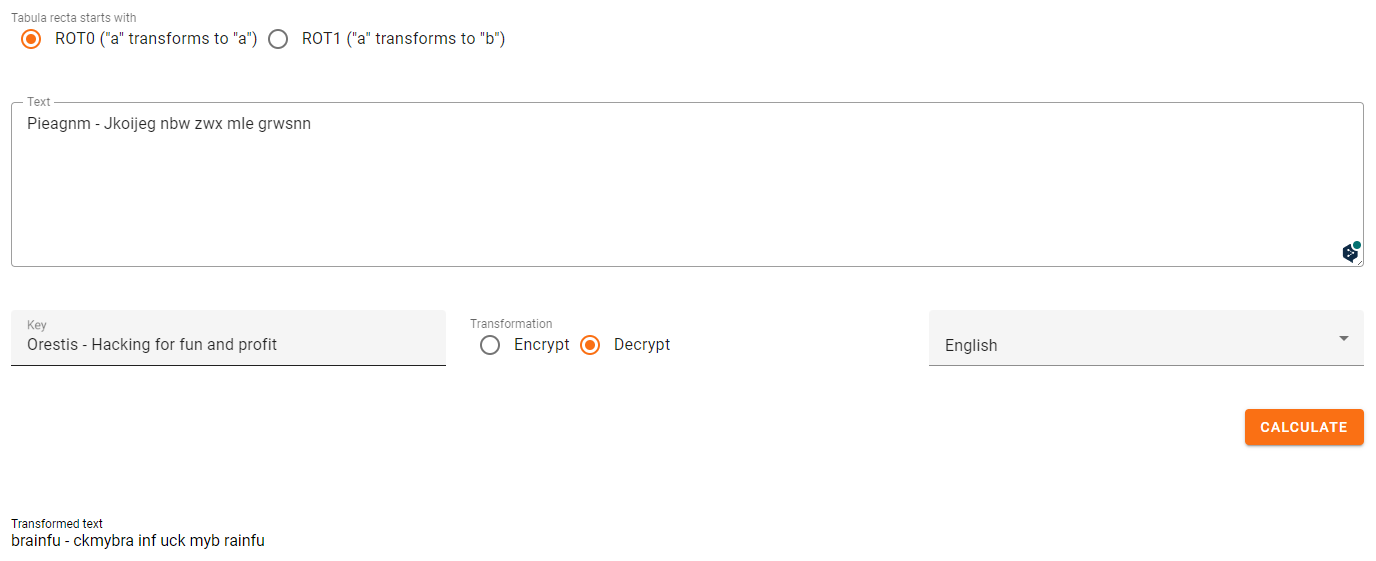 Tabula recta starts with
ROT0 ("a" transforms to "a") ROT1 ("a" transforms to "b")
Text
Pieagnm - Jkoijeg nbw zwx mle grwsnn
Key
Orestis - Hacking for fun and profit
Transformation
Encrypt Decrypt
English
CALCULATE
Transformed text
brainfu - ckmybra inf uck myb rainfu